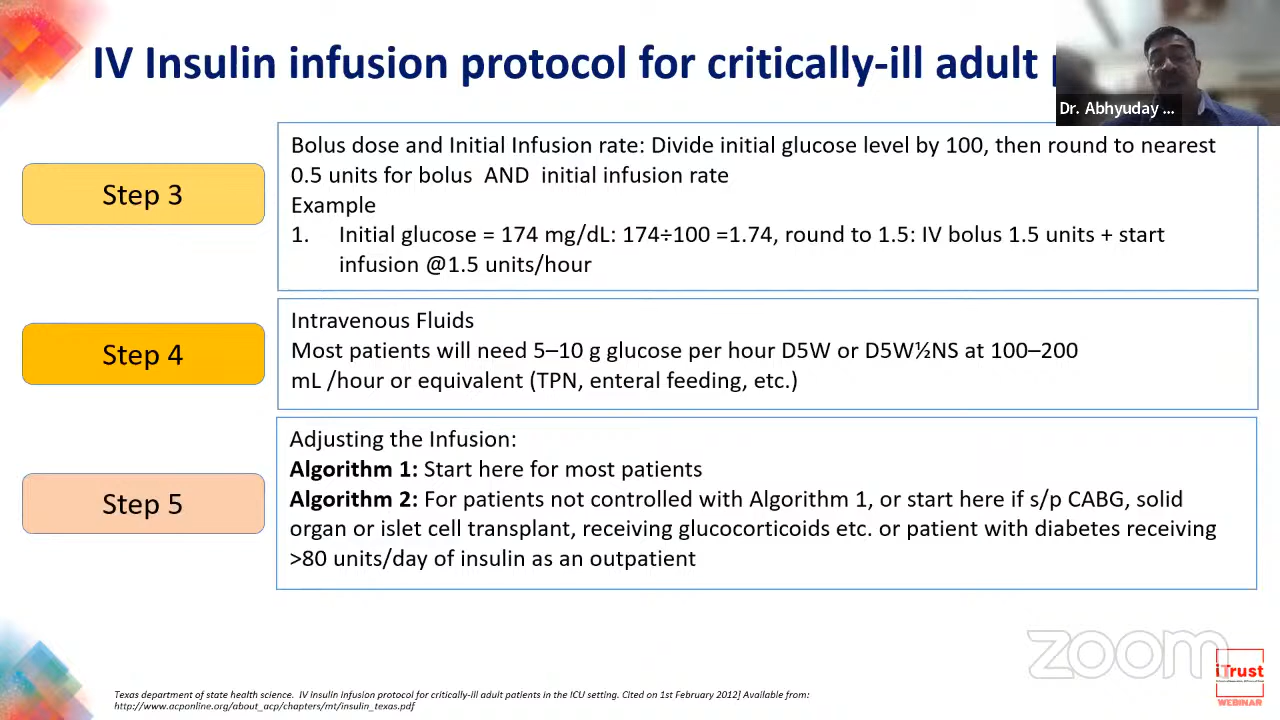 IV Insulin infusion protocol for critically-ill adult
Dr. Abhyuday ...
Step 3
Bolus dose and Initial Infusion rate: Divide initial glucose level by 100, then round to nearest
0.5 units for bolus AND initial infusion rate
Example
1. Initial glucose = 174 mg/dL: 174÷100 =1.74, round to 1.5: IV bolus 1.5 units + start
infusion @1.5 units/hour
Step 4
Intravenous Fluids
Most patients will need 5–10 g glucose per hour D5W or D5W½NS at 100–200
mL /hour or equivalent (TPN, enteral feeding, etc.)
Step 5
Adjusting the Infusion:
Algorithm 1: Start here for most patients
Algorithm 2: For patients not controlled with Algorithm 1, or start here if s/p CABG, solid
organ or islet cell transplant, receiving glucocorticoids etc. or patient with diabetes receiving
>80 units/day of insulin as an outpatient
zoom
iTrust
WEBINAR
Texas department of state health science. IV Insulin infusion protocol for critically-ill adult patients in the ICU setting. Cited on 1st February 2012] Available from:
http://www.acponline.org/about_acp/chapters/mt/insulin_texas.pdf